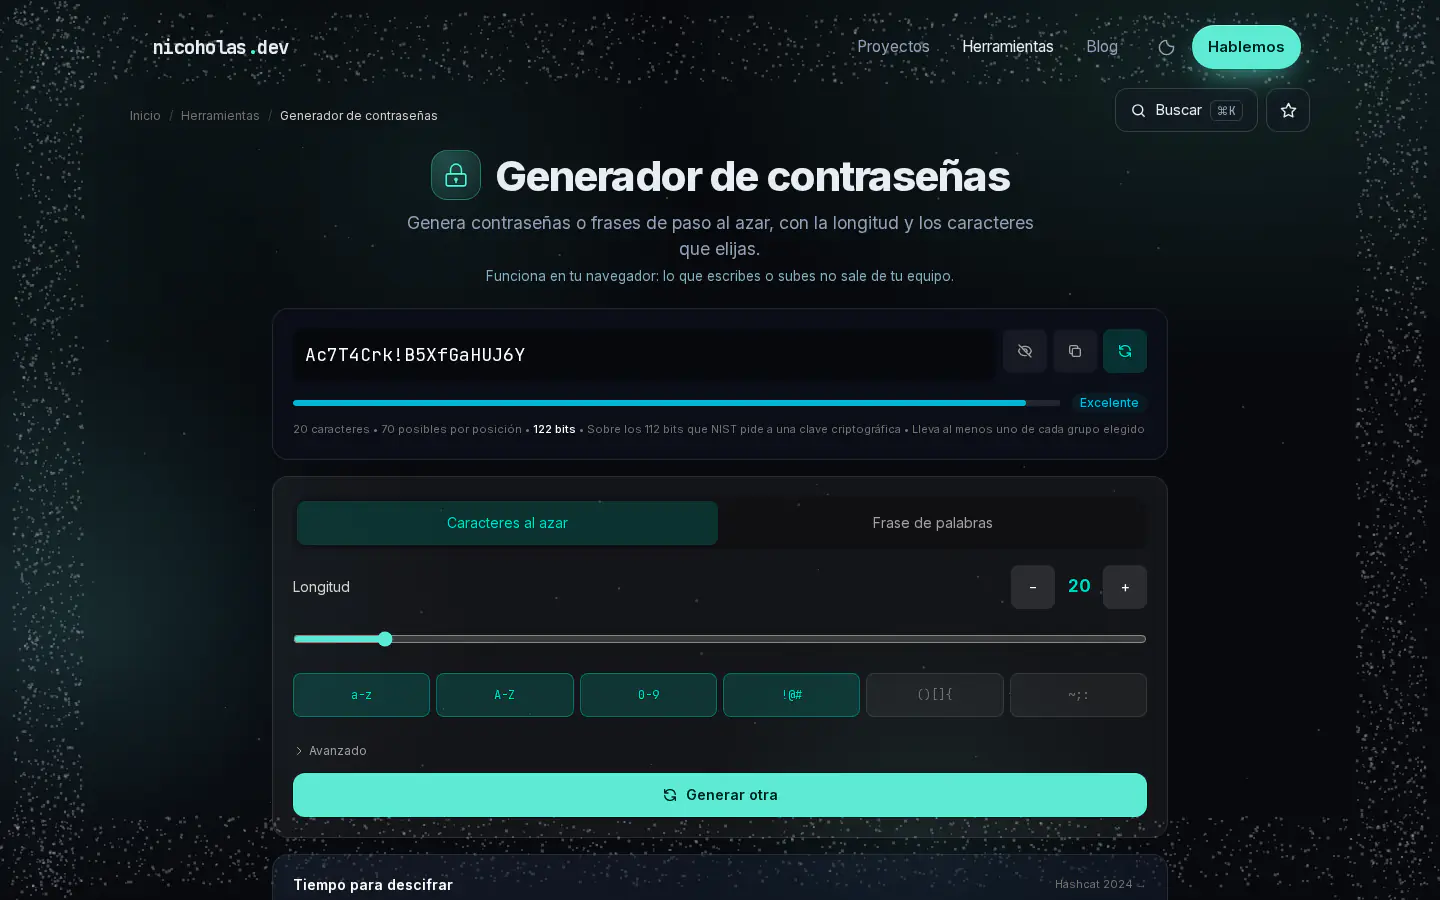 nicoholas.dev
Proyectos
Herramientas
Blog
Hablemos
Inicio / Herramientas / Generador de contraseñas
Buscar ⌘K
Generador de contraseñas
Genera contraseñas o frases de paso al azar, con la longitud y los caracteres
que elijas.
Funciona en tu navegador: lo que escribes o subes no sale de tu equipo.
Ac7T4Crk!B5XfGaHUJ6Y
Excelente
20 caracteres • 70 posibles por posición • 122 bits • Sobre los 112 bits que NIST pide a una clave criptográfica • Lleva al menos uno de cada grupo elegido
Caracteres al azar
Frase de palabras
Longitud
- 20 +
a-z
A-Z
0-9
!@#
()[]{
~;:
Avanzado
Generar otra
Tiempo para descifrar
Hashcat 2024